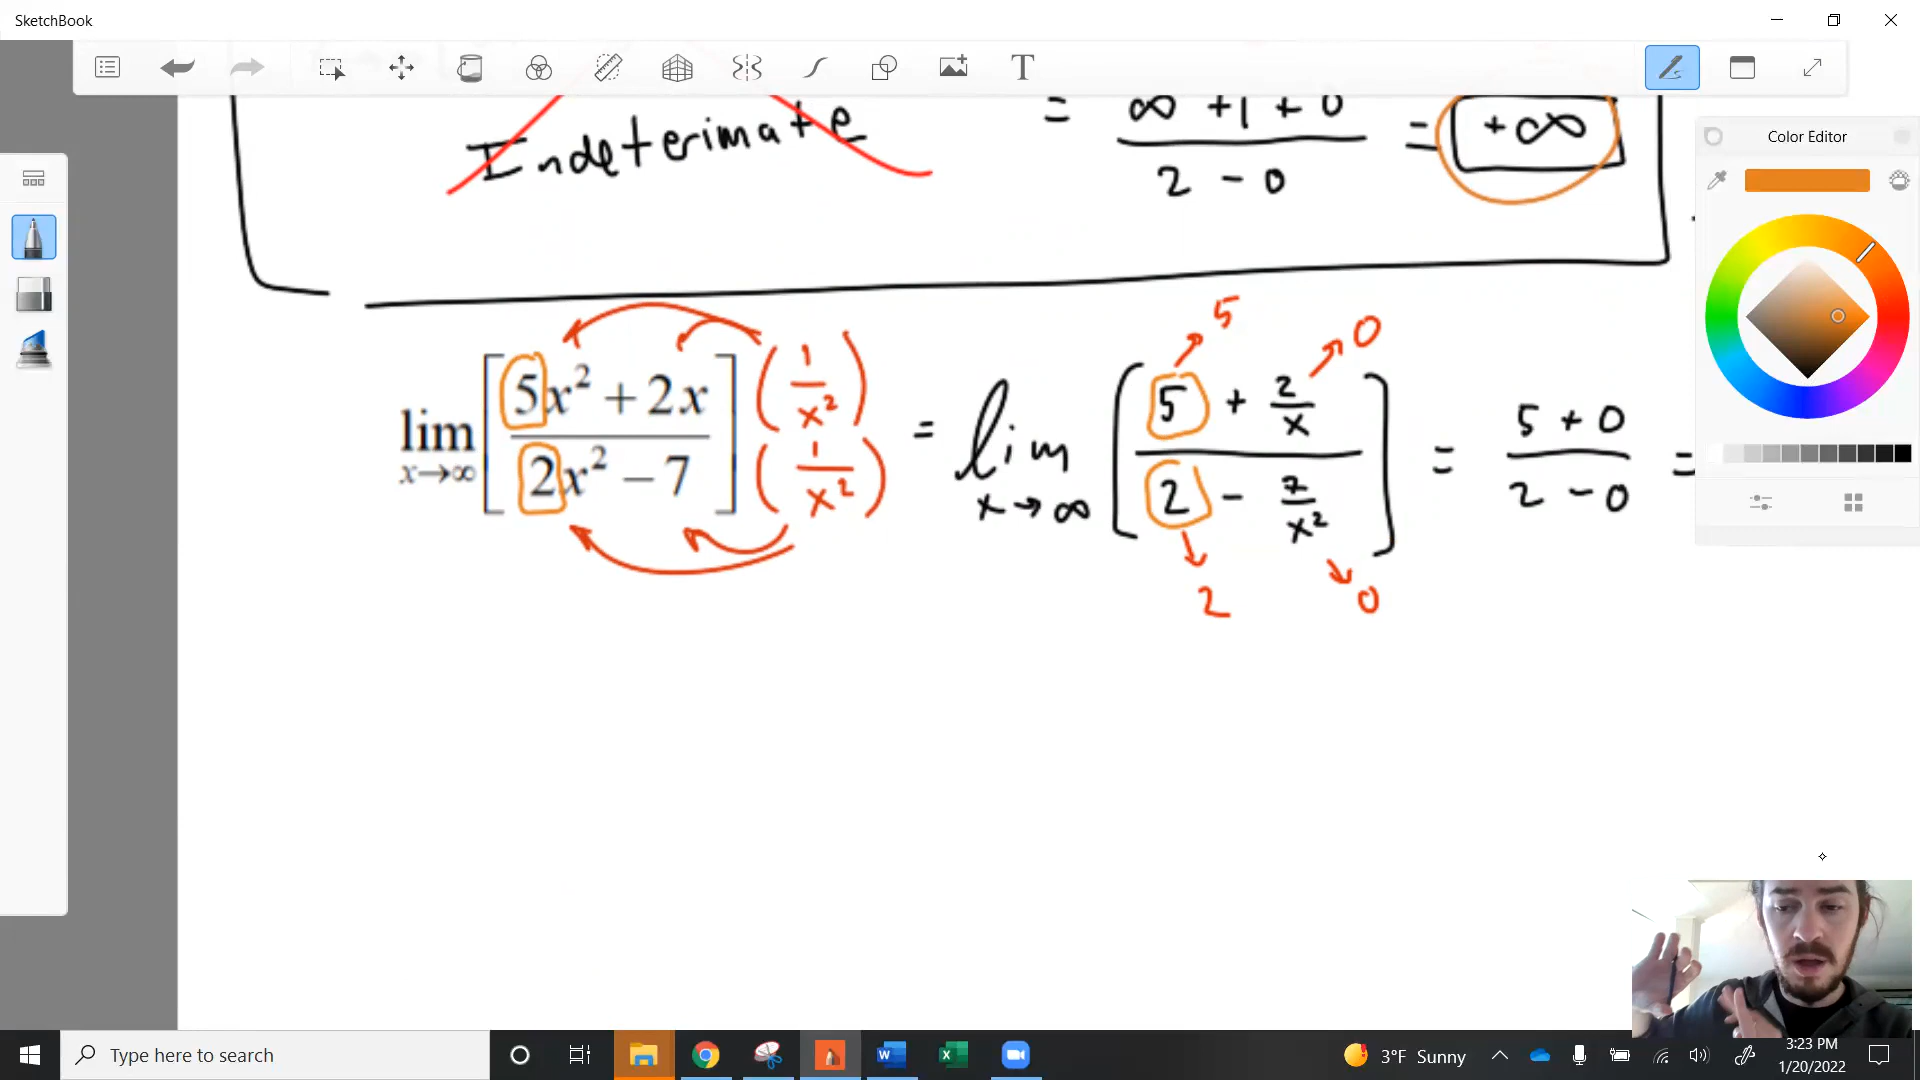 SketchBook
Indeterimate
= ∞ + 1 + 0 / 2 - 0 = +∞
Color Editor
lim x→∞ [ 5x² + 2x / 2x² − 7 ] ( 1 / x² ) ( 1 / x² ) = lim x→∞ [ 5 + 2/x / 2 - 7/x² ] = 5 + 0 / 2 - 0 =
5
0
2
0
Type here to search
3°F Sunny
3:23 PM
1/20/2022